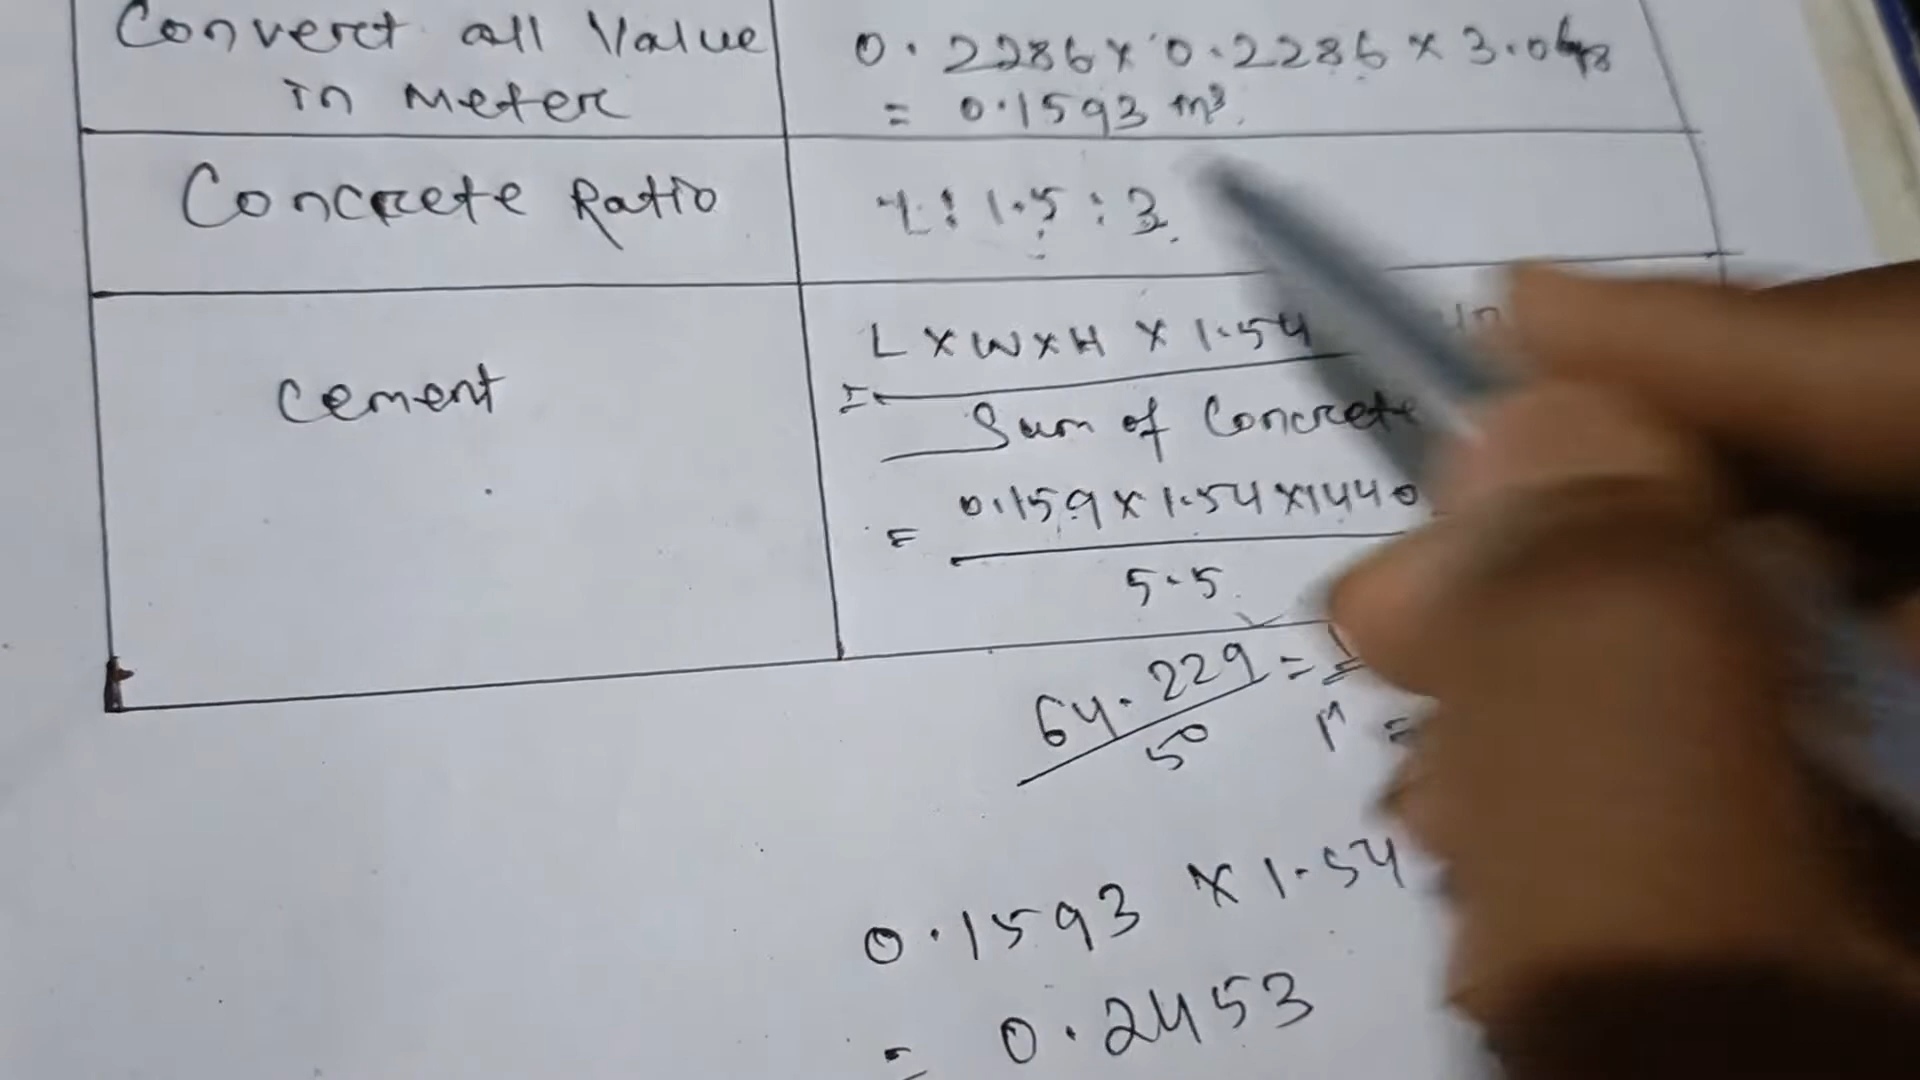 Convert all Value
in Meter
0.2286 x 0.2286 x 3.048
= 0.1593 m³.
Concrete Ratio
1 : 1.5 : 3.
Cement
= L x W x H x 1.54
Sum of Concrete
= 0.159 x 1.54 x 1440
5.5
64.229 =
50
0.1593 x 1.54
= 0.2453